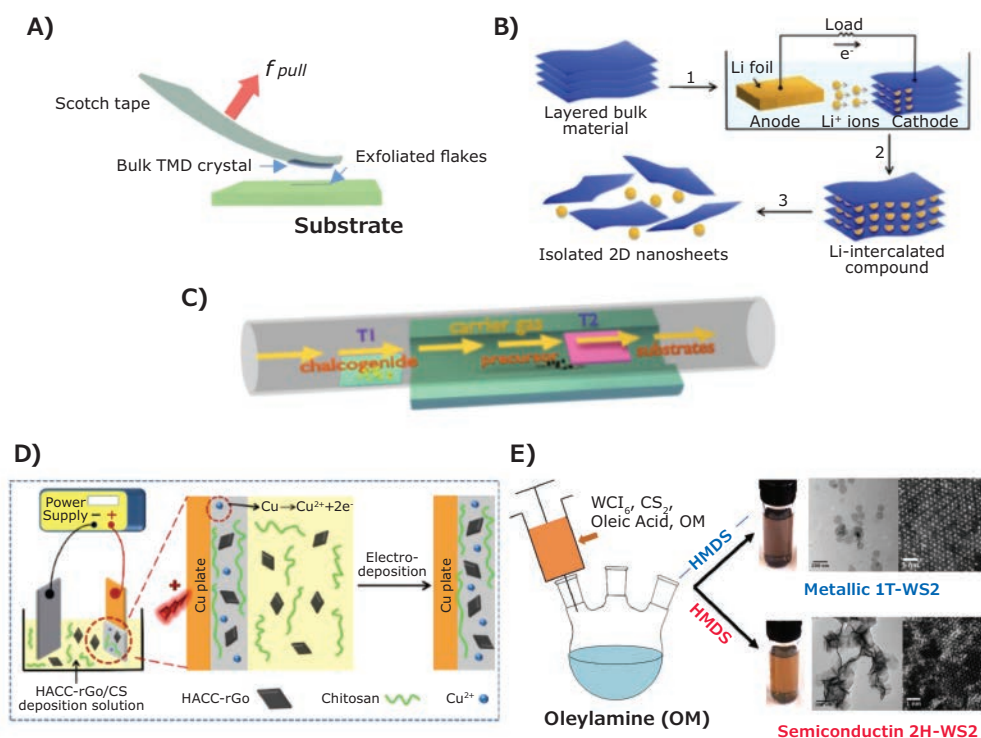 A)
f pull
Scotch tape
Bulk TMD crystal
Exfoliated flakes
Substrate
B)
Load
e-
Li foil
1
Layered bulk
material
Anode
Li+ ions
Cathode
2
3
Isolated 2D nanosheets
Li-intercalated
compound
C)
T1
carrier gas
T2
chalcogenide
precursor
substrates
D)
Power
Supply
− +
Cu→Cu2++2e-
Cu plate
+
Electro-
deposition
Cu plate
HACC-rGo/CS
deposition solution
HACC-rGo
Chitosan
Cu2+
E)
WCI6, CS2,
Oleic Acid, OM
HMDS
HMDS
Oleylamine (OM)
Metallic 1T-WS2
Semiconductin 2H-WS2